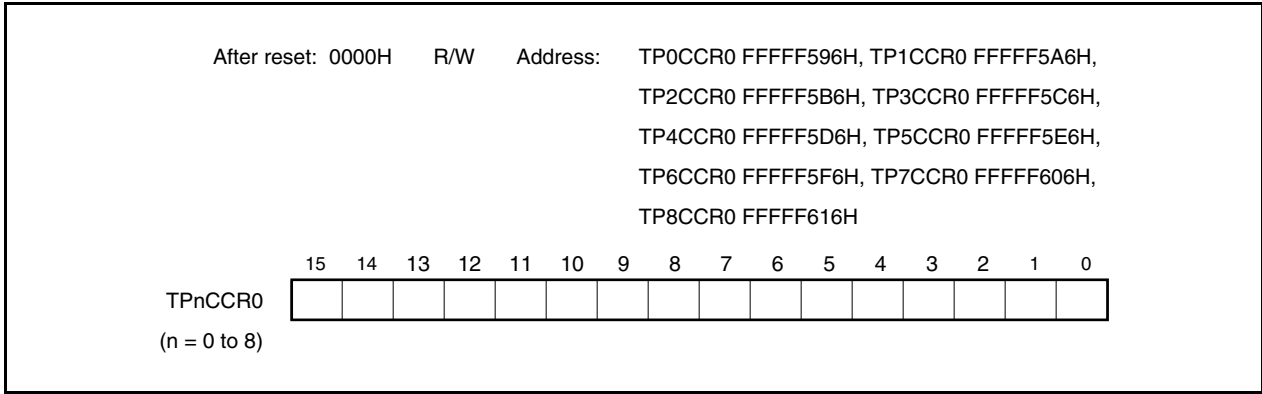 After reset: 0000H R/W Address: TP0CCR0 FFFFF596H, TP1CCR0 FFFFF5A6H,
TP2CCR0 FFFFF5B6H, TP3CCR0 FFFFF5C6H,
TP4CCR0 FFFFF5D6H, TP5CCR0 FFFFF5E6H,
TP6CCR0 FFFFF5F6H, TP7CCR0 FFFFF606H,
TP8CCR0 FFFFF616H
15 14 13 12 11 10 9 8 7 6 5 4 3 2 1 0
TPnCCR0
(n = 0 to 8)